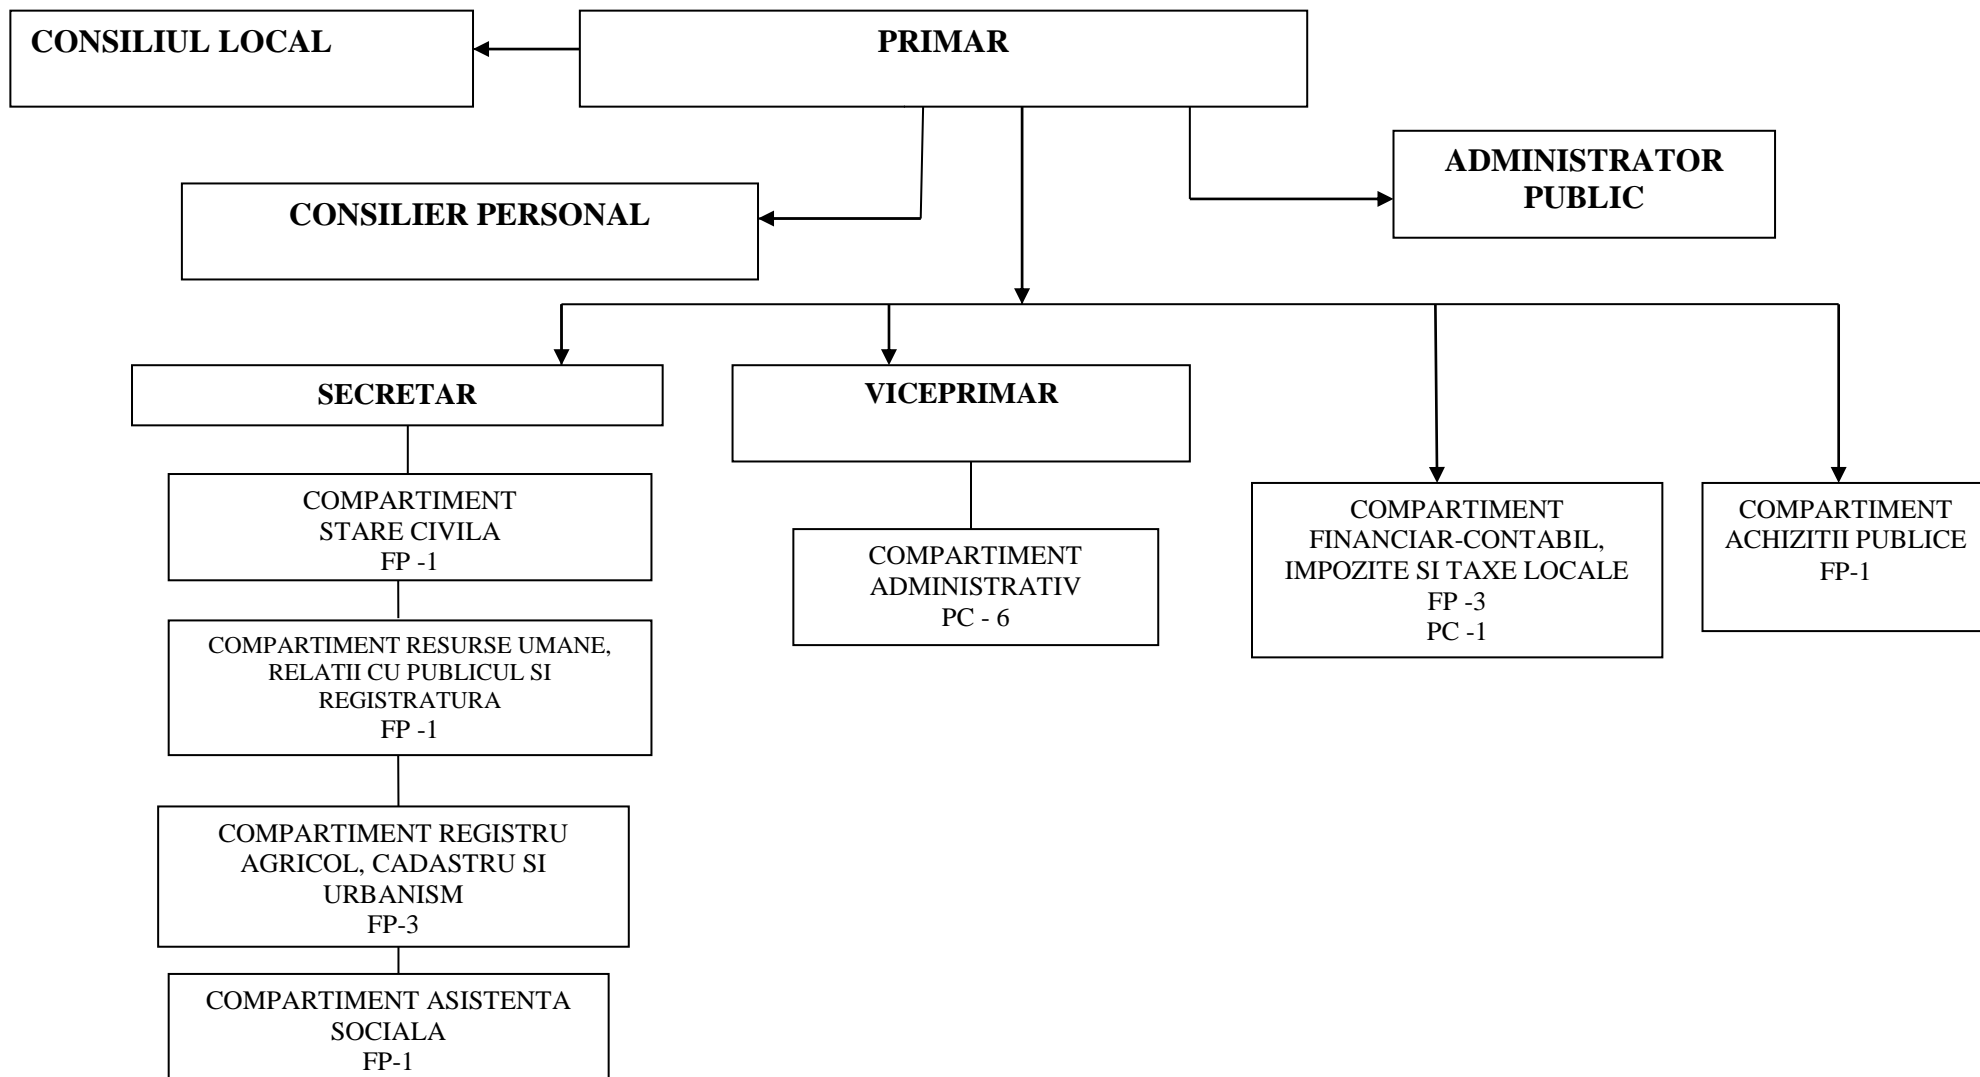 CONSILIUL LOCAL
PRIMAR
ADMINISTRATOR
PUBLIC
CONSILIER PERSONAL
SECRETAR
VICEPRIMAR
COMPARTIMENT
STARE CIVILA
FP -1
COMPARTIMENT RESURSE UMANE,
RELATII CU PUBLICUL SI
REGISTRATURA
FP -1
COMPARTIMENT REGISTRU
AGRICOL, CADASTRU SI
URBANISM
FP-3
COMPARTIMENT ASISTENTA
SOCIALA
FP-1
COMPARTIMENT
ADMINISTRATIV
PC - 6
COMPARTIMENT
FINANCIAR-CONTABIL,
IMPOZITE SI TAXE LOCALE
FP -3
PC -1
COMPARTIMENT
ACHIZITII PUBLICE
FP-1